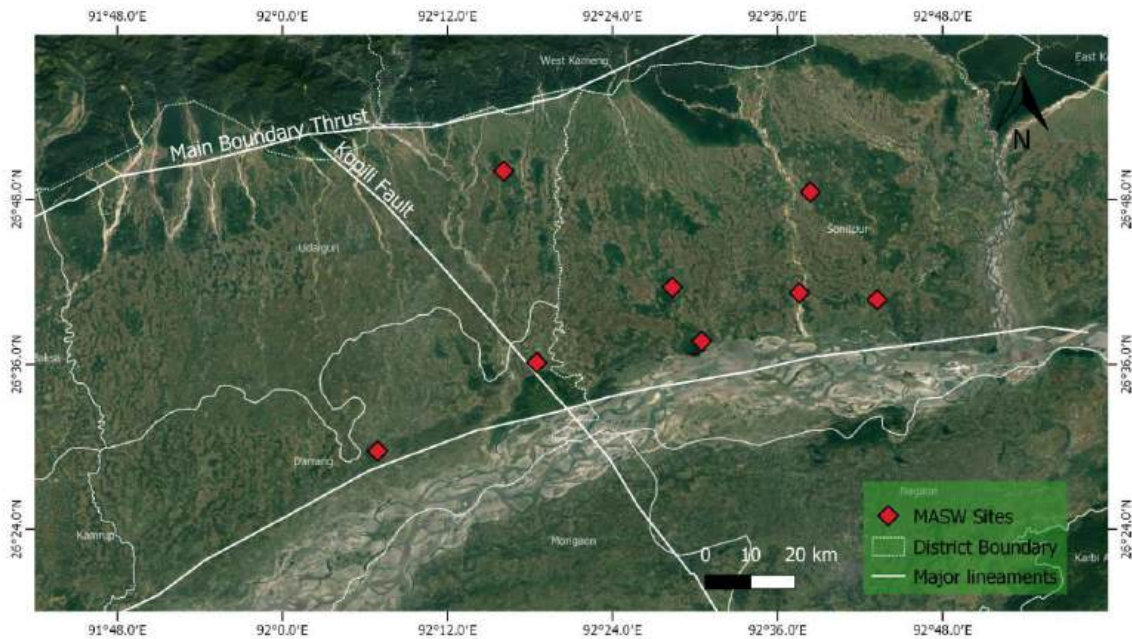 91°48.0'E 92°0.0'E 92°12.0'E 92°24.0'E 92°36.0'E 92°48.0'E
West Kameng
East Ka
N
Main Boundary Thrust
Kopili Fault
26°48.0'N
26°48.0'N
Sonitpur
Udalguri
26°36.0'N
26°36.0'N
Darrang
Nagaon
MASW Sites
26°24.0'N
26°24.0'N
Kamrup
Morigaon
0 10 20 km
District Boundary
Karbi A
Major lineaments
91°48.0'E 92°0.0'E 92°12.0'E 92°24.0'E 92°36.0'E 92°48.0'E